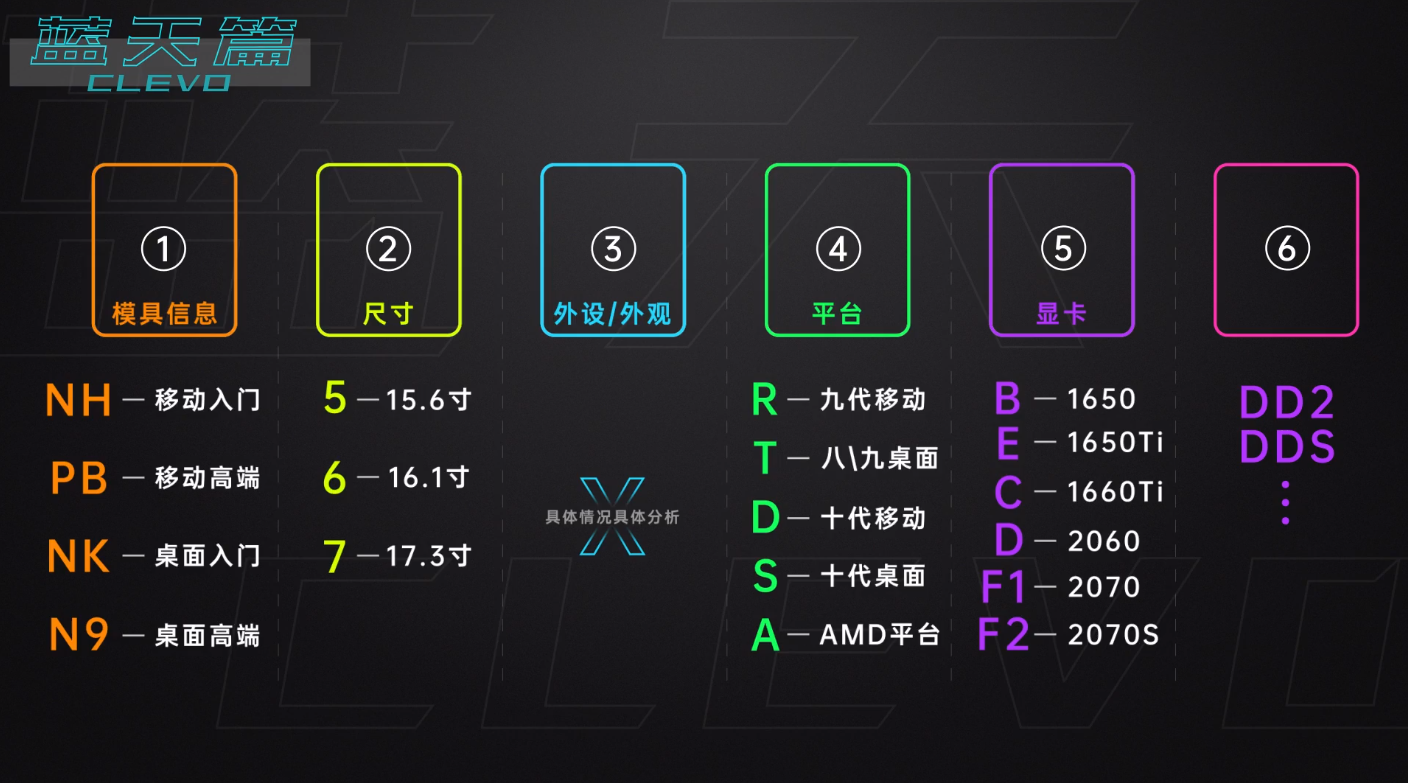 蓝天篇
CLEVO
① 模具信息
NH — 移动入门
PB — 移动高端
NK — 桌面入门
N9 — 桌面高端
② 尺寸
5 — 15.6寸
6 — 16.1寸
7 — 17.3寸
③ 外设/外观
X
具体情况具体分析
④ 平台
R — 九代移动
T — 八\九桌面
D — 十代移动
S — 十代桌面
A — AMD平台
⑤ 显卡
B — 1650
E — 1650Ti
C — 1660Ti
D — 2060
F1 — 2070
F2 — 2070S
⑥
DD2
DDS
⋮